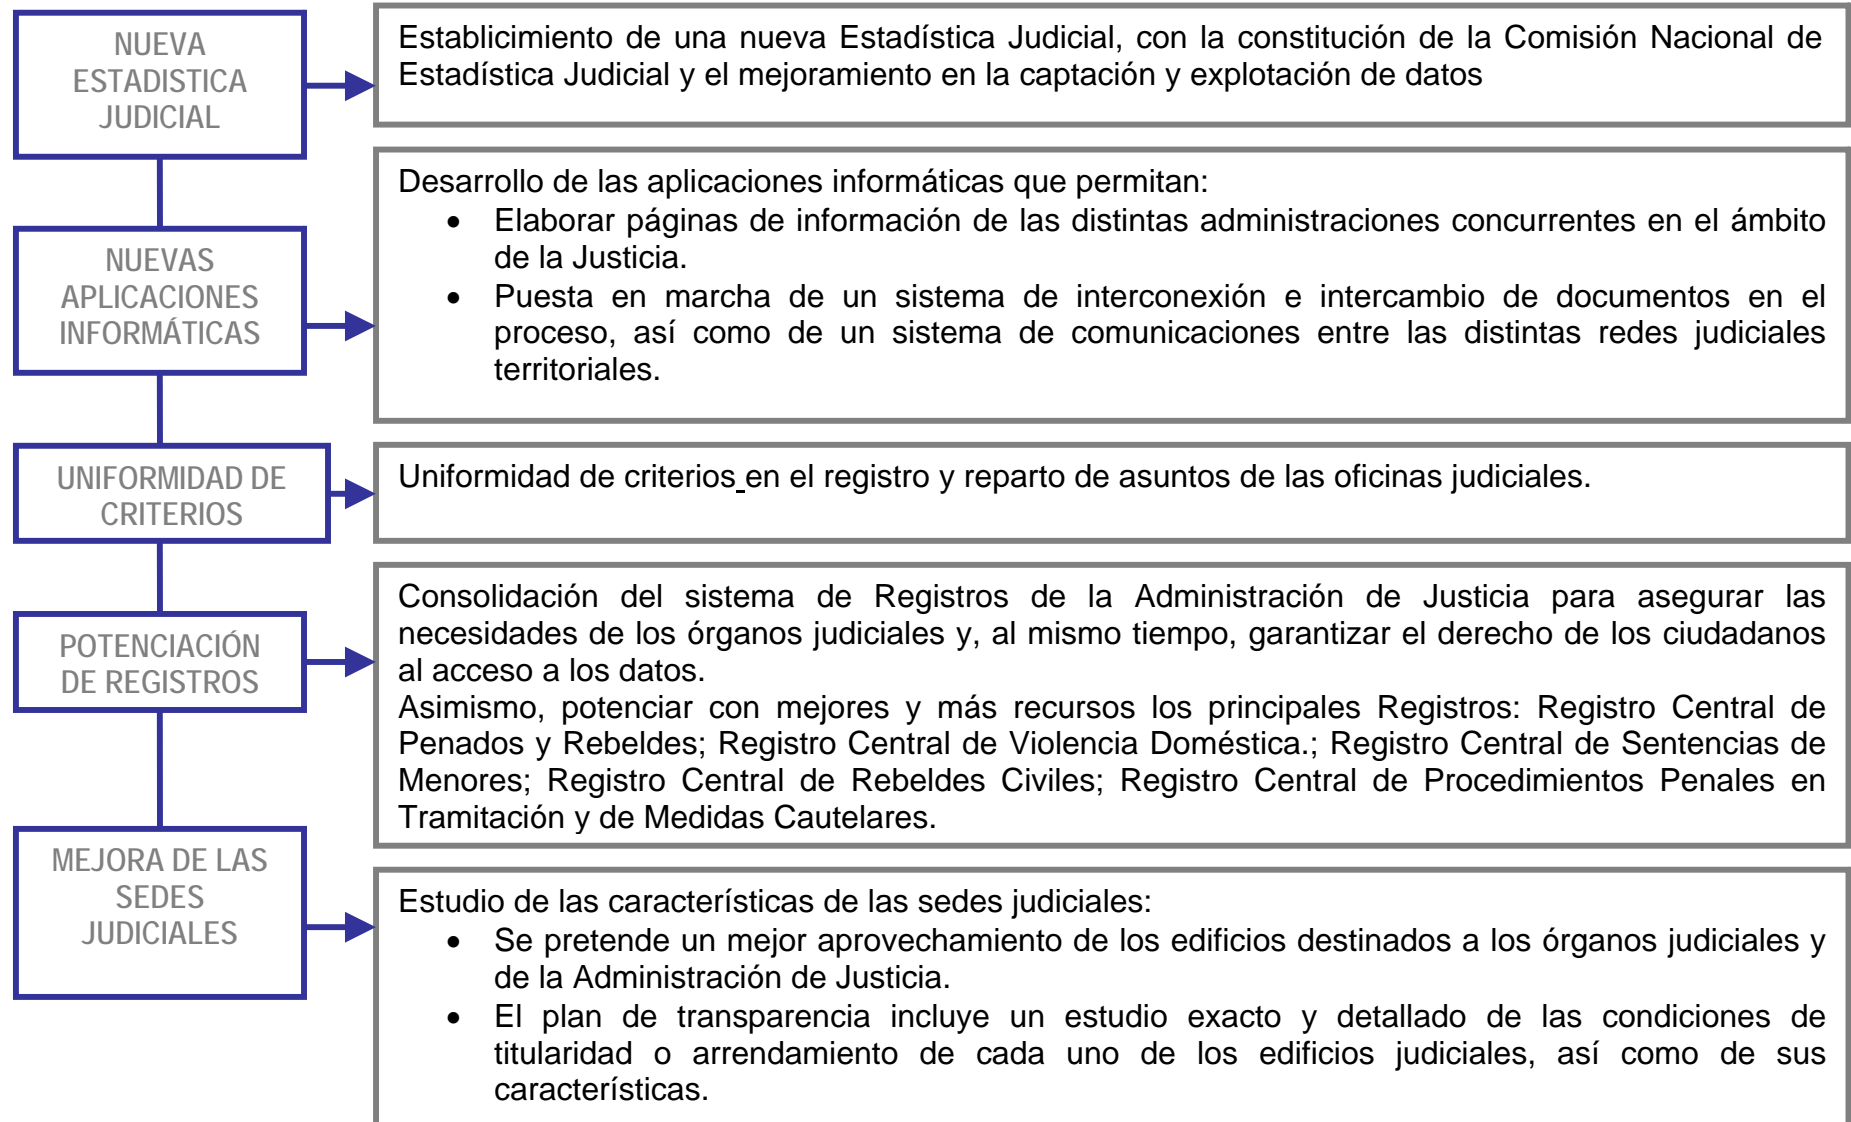 NUEVA
ESTADISTICA
JUDICIAL
Establicimiento de una nueva Estadística Judicial, con la constitución de la Comisión Nacional de
Estadística Judicial y el mejoramiento en la captación y explotación de datos
NUEVAS
APLICACIONES
INFORMÁTICAS
Desarrollo de las aplicaciones informáticas que permitan:
• Elaborar páginas de información de las distintas administraciones concurrentes en el ámbito
de la Justicia.
• Puesta en marcha de un sistema de interconexión e intercambio de documentos en el
proceso, así como de un sistema de comunicaciones entre las distintas redes judiciales
territoriales.
UNIFORMIDAD DE
CRITERIOS
Uniformidad de criterios en el registro y reparto de asuntos de las oficinas judiciales.
POTENCIACIÓN
DE REGISTROS
Consolidación del sistema de Registros de la Administración de Justicia para asegurar las
necesidades de los órganos judiciales y, al mismo tiempo, garantizar el derecho de los ciudadanos
al acceso a los datos.
Asimismo, potenciar con mejores y más recursos los principales Registros: Registro Central de
Penados y Rebeldes; Registro Central de Violencia Doméstica.; Registro Central de Sentencias de
Menores; Registro Central de Rebeldes Civiles; Registro Central de Procedimientos Penales en
Tramitación y de Medidas Cautelares.
MEJORA DE LAS
SEDES
JUDICIALES
Estudio de las características de las sedes judiciales:
• Se pretende un mejor aprovechamiento de los edificios destinados a los órganos judiciales y
de la Administración de Justicia.
• El plan de transparencia incluye un estudio exacto y detallado de las condiciones de
titularidad o arrendamiento de cada uno de los edificios judiciales, así como de sus
características.